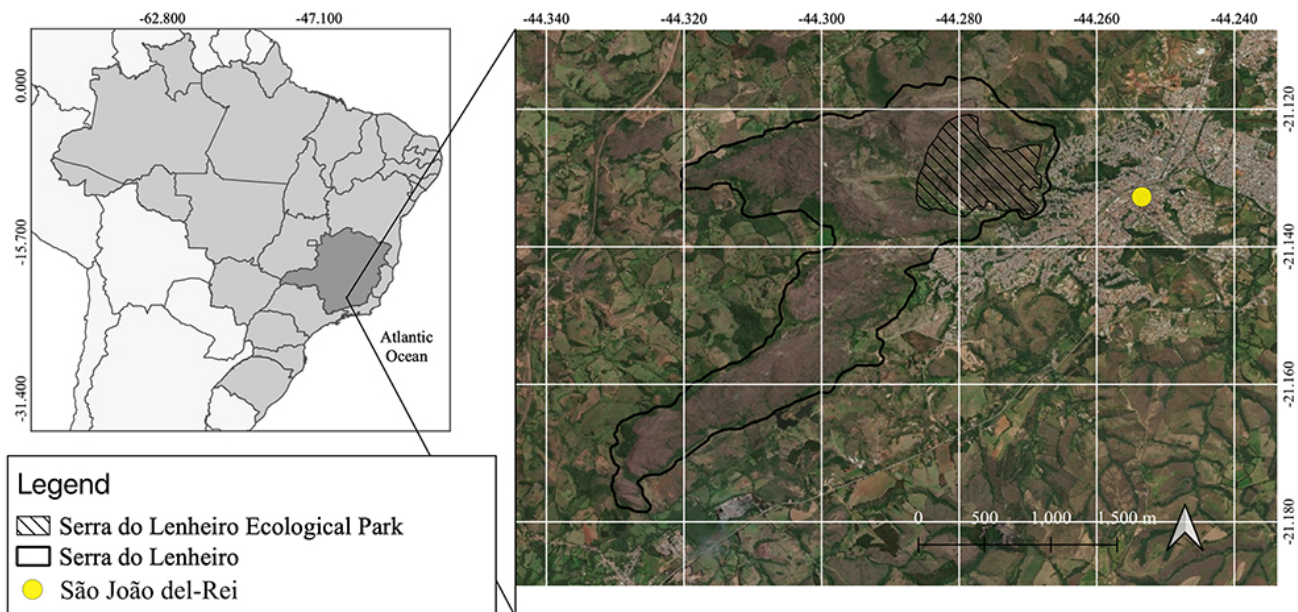 -62.800 -47.100
-44.340 -44.320 -44.300 -44.280 -44.260 -44.240
0.000
-15.700
-31.400
Atlantic
Ocean
-21.120
-21.140
-21.160
-21.180
0 500 1,000 1,500 m
Legend
Serra do Lenheiro Ecological Park
Serra do Lenheiro
São João del-Rei